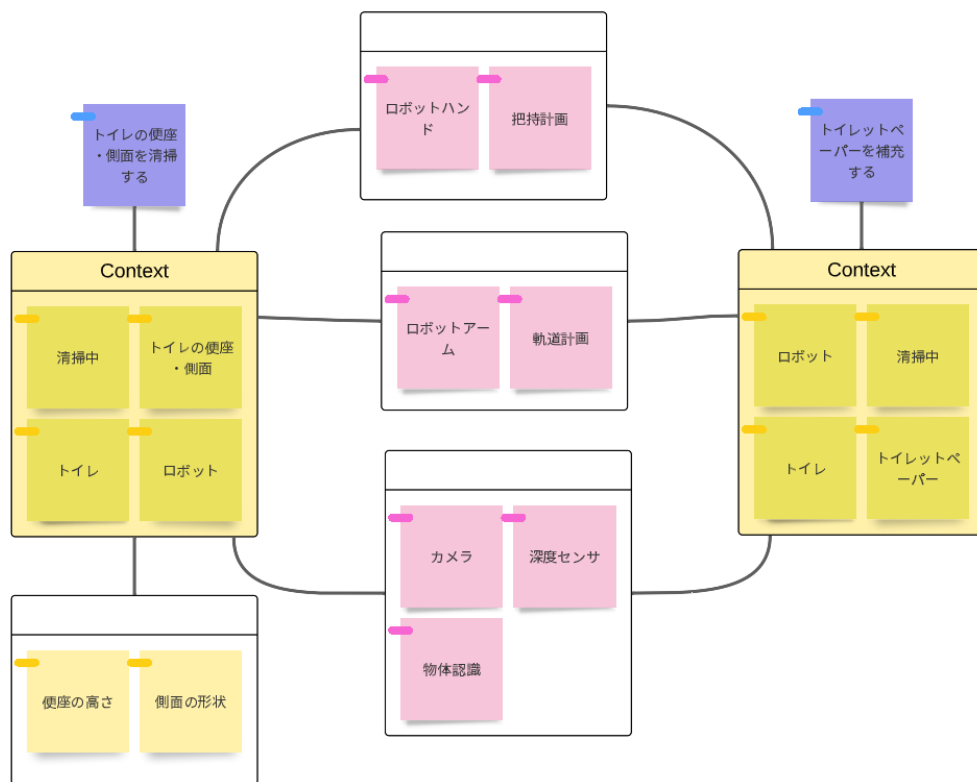 ロボットハン
ド
把持計画
トイレの便座
・側面を清掃
する
トイレットペ
ーパーを補充
する
Context
清掃中
トイレの便座
・側面
トイレ
ロボット
ロボットアー
ム
軌道計画
Context
ロボット
清掃中
トイレ
トイレットペ
ーパー
カメラ
深度センサ
物体認識
便座の高さ
側面の形状